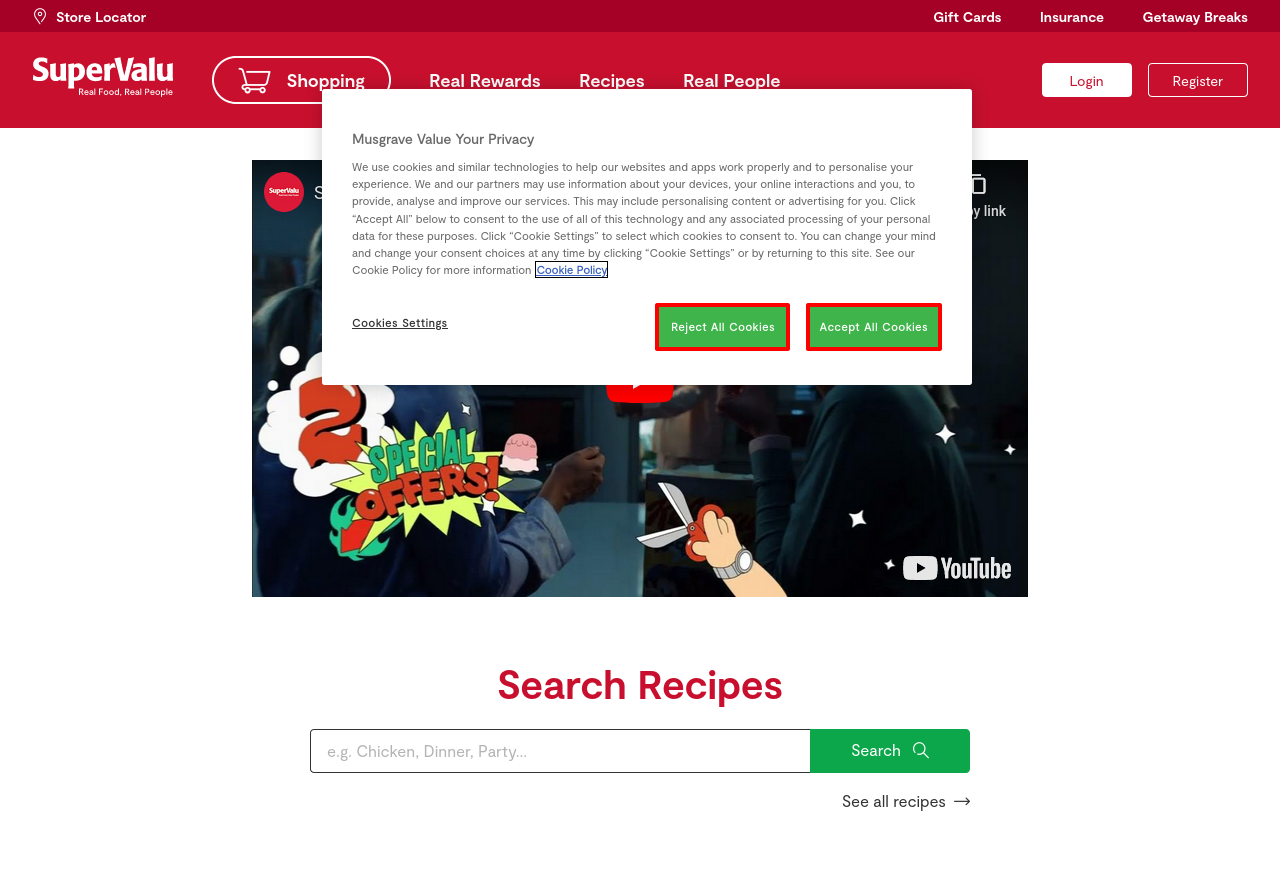 Store Locator
Gift Cards
Insurance
Getaway Breaks
SuperValu
Real Food, Real People
Shopping
Real Rewards
Recipes
Real People
Login
Register
Musgrave Value Your Privacy
We use cookies and similar technologies to help our websites and apps work properly and to personalise your
experience. We and our partners may use information about your devices, your online interactions and you, to
provide, analyse and improve our services. This may include personalising content or advertising for you. Click
“Accept All” below to consent to the use of all of this technology and any associated processing of your personal
data for these purposes. Click “Cookie Settings” to select which cookies to consent to. You can change your mind
and change your consent choices at any time by clicking “Cookie Settings” or by returning to this site. See our
Cookie Policy for more information Cookie Policy
Cookies Settings
Reject All Cookies
Accept All Cookies
SuperValu
S
link
2
SPECIAL
OFFERS!
YouTube
Search Recipes
e.g. Chicken, Dinner, Party...
Search
See all recipes